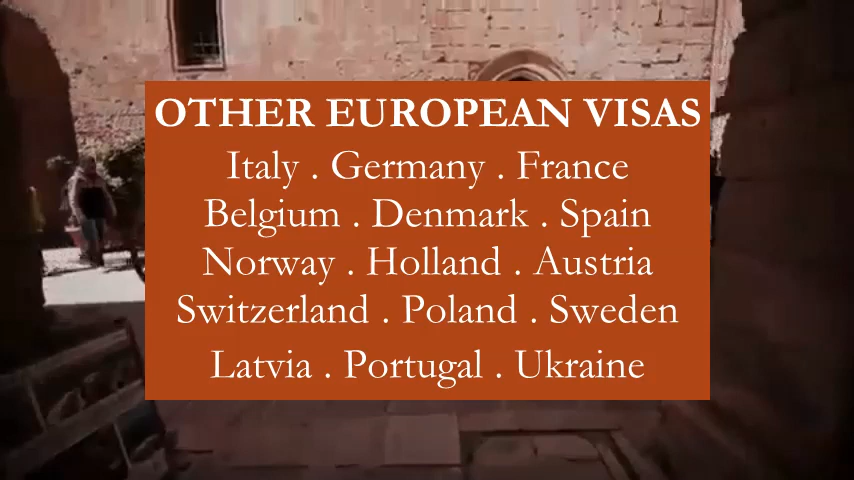 OTHER EUROPEAN VISAS
Italy . Germany . France
Belgium . Denmark . Spain
Norway . Holland . Austria
Switzerland . Poland . Sweden
Latvia . Portugal . Ukraine